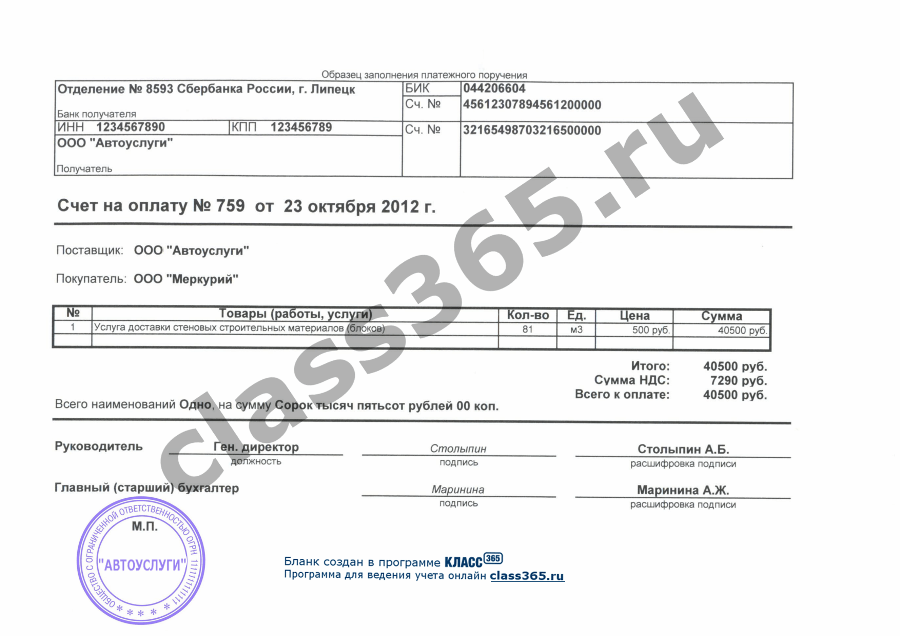 Образец заполнения платежного поручения
Отделение № 8593 Сбербанка России, г. Липецк
БИК 044206604
Сч. № 45612307894561200000
Банк получателя
ИНН 1234567890 КПП 123456789 Сч. № 32165498703216500000
ООО "Автоуслуги"
Получатель
Счет на оплату № 759 от 23 октября 2012 г.
Поставщик: ООО "Автоуслуги"
Покупатель: ООО "Меркурий"
№ Товары (работы, услуги) Кол-во Ед. Цена Сумма
1 Услуга доставки стеновых строительных материалов (блоков) 81 м3 500 руб. 40500 руб.
Итого: 40500 руб.
Сумма НДС: 7290 руб.
Всего к оплате: 40500 руб.
Всего наименований Одно, на сумму Сорок тысяч пятьсот рублей 00 коп.
Руководитель Ген. директор Столыпин Столыпин А.Б.
должность подпись расшифровка подписи
Главный (старший) бухгалтер Маринина Маринина А.Ж.
подпись расшифровка подписи
М.П.
ОБЩЕСТВО С ОГРАНИЧЕННОЙ ОТВЕТСТВЕННОСТЬЮ ОГРН
"АВТОУСЛУГИ"
Бланк создан в программе КЛАСС 365
Программа для ведения учета онлайн class365.ru
class365.ru